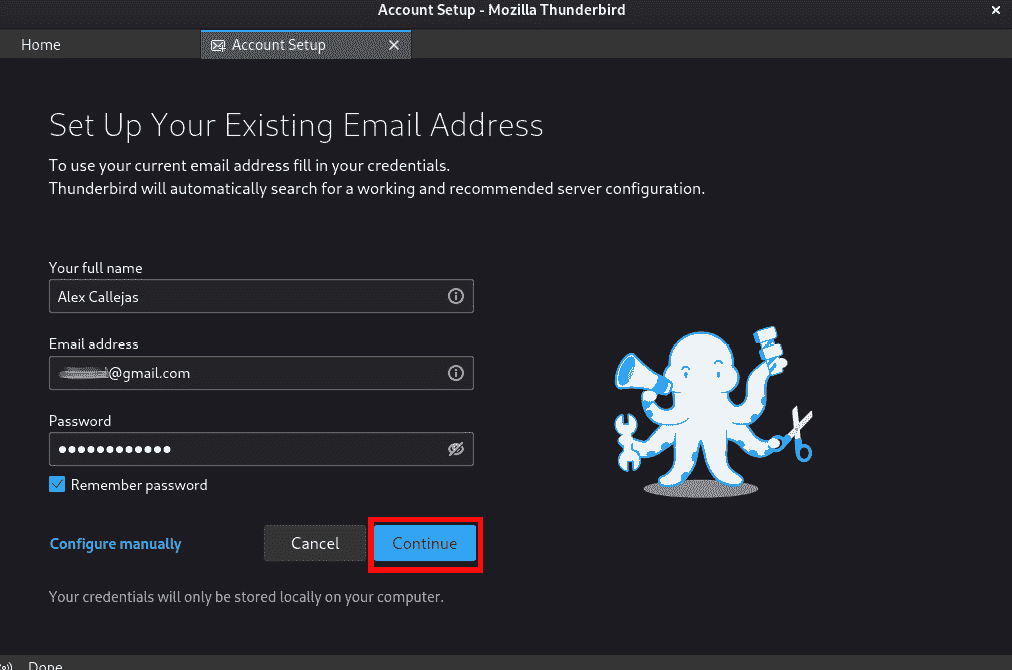 Account Setup - Mozilla Thunderbird
Home
Account Setup
Set Up Your Existing Email Address
To use your current email address fill in your credentials.
Thunderbird will automatically search for a working and recommended server configuration.
Your full name
Alex Callejas
Email address
@gmail.com
Password
••••••••••••
Remember password
Configure manually
Cancel
Continue
Your credentials will only be stored locally on your computer.
Done